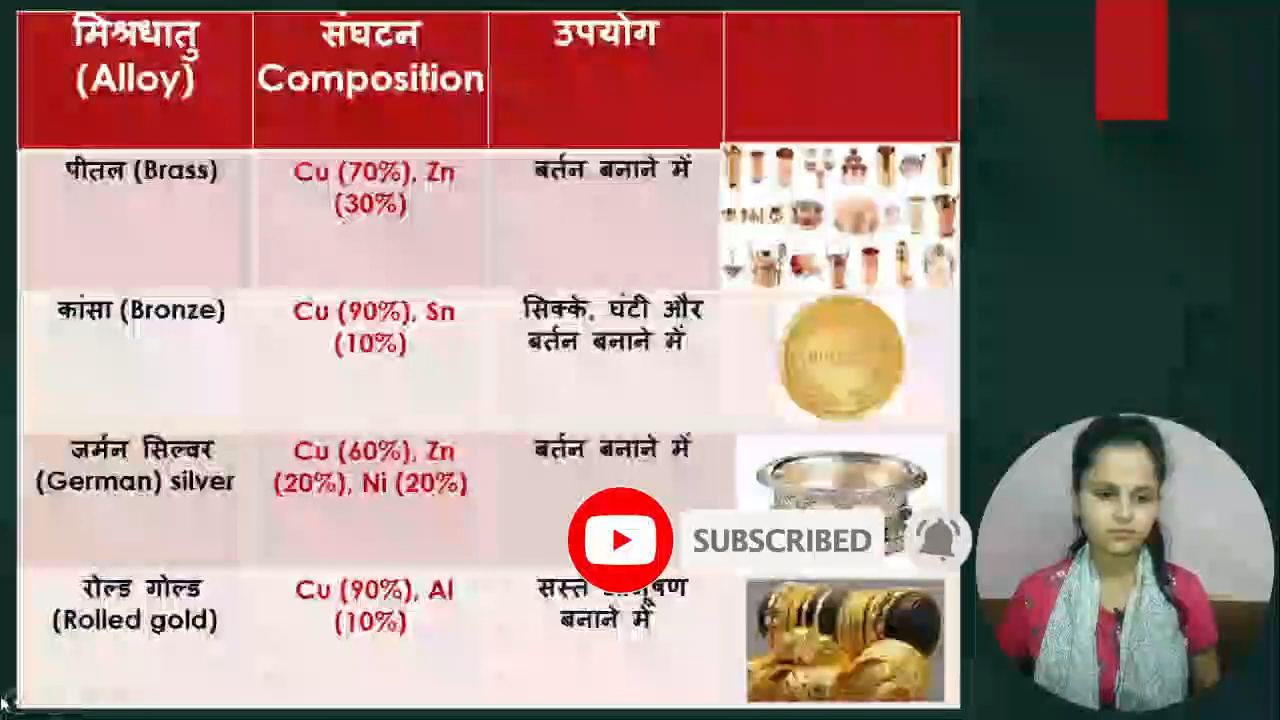 मिश्रधातु
(Alloy)
संघटन
Composition
उपयोग
पीतल (Brass)
Cu (70%), Zn
(30%)
बर्तन बनाने में
कांसा (Bronze)
Cu (90%), Sn
(10%)
सिक्के, घंटी और
बर्तन बनाने में
जर्मन सिल्वर
(German) silver
Cu (60%), Zn
(20%), Ni (20%)
बर्तन बनाने में
SUBSCRIBED
रोल्ड गोल्ड
(Rolled gold)
Cu (90%), Al
(10%)
बनाने में